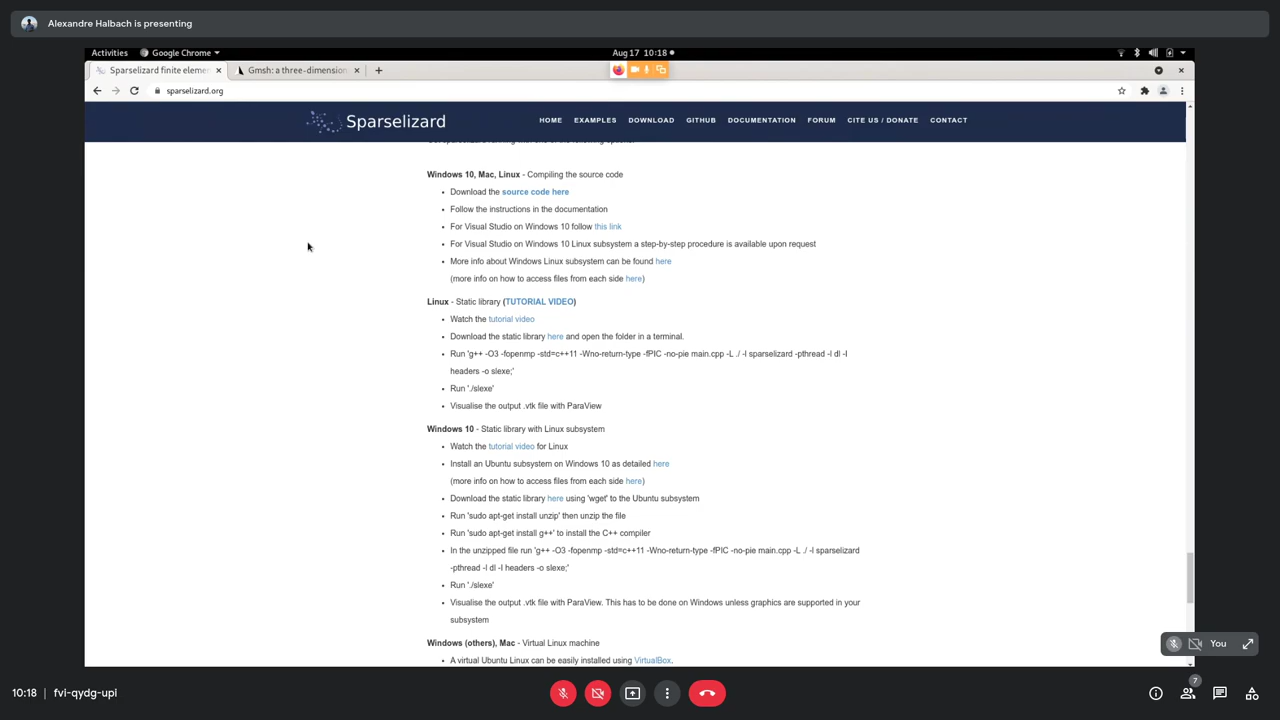 Alexandre Halbach is presenting
Activities Google Chrome Aug 17 10:18
Sparselizard finite eleme Gmsh: a three-dimension
sparselizard.org
Sparselizard HOME EXAMPLES DOWNLOAD GITHUB DOCUMENTATION FORUM CITE US / DONATE CONTACT
Windows 10, Mac, Linux - Compiling the source code
Download the source code here
Follow the instructions in the documentation
For Visual Studio on Windows 10 follow this link
For Visual Studio on Windows 10 Linux subsystem a step-by-step procedure is available upon request
More info about Windows Linux subsystem can be found here
(more info on how to access files from each side here)
Linux - Static library (TUTORIAL VIDEO)
Watch the tutorial video
Download the static library here and open the folder in a terminal.
Run 'g++ -O3 -fopenmp -std=c++11 -Wno-return-type -fPIC -no-pie main.cpp -L ./ -l sparselizard -pthread -l dl -I
headers -o slexe;'
Run './slexe'
Visualise the output .vtk file with ParaView
Windows 10 - Static library with Linux subsystem
Watch the tutorial video for Linux
Install an Ubuntu subsystem on Windows 10 as detailed here
(more info on how to access files from each side here)
Download the static library here using 'wget' to the Ubuntu subsystem
Run 'sudo apt-get install unzip' then unzip the file
Run 'sudo apt-get install g++' to install the C++ compiler
In the unzipped file run 'g++ -O3 -fopenmp -std=c++11 -Wno-return-type -fPIC -no-pie main.cpp -L ./ -l sparselizard
-pthread -l dl -I headers -o slexe;'
Run './slexe'
Visualise the output .vtk file with ParaView. This has to be done on Windows unless graphics are supported in your
subsystem
Windows (others), Mac - Virtual Linux machine
A virtual Ubuntu Linux can be easily installed using VirtualBox.
You
10:18 fvi-qydg-upi
7